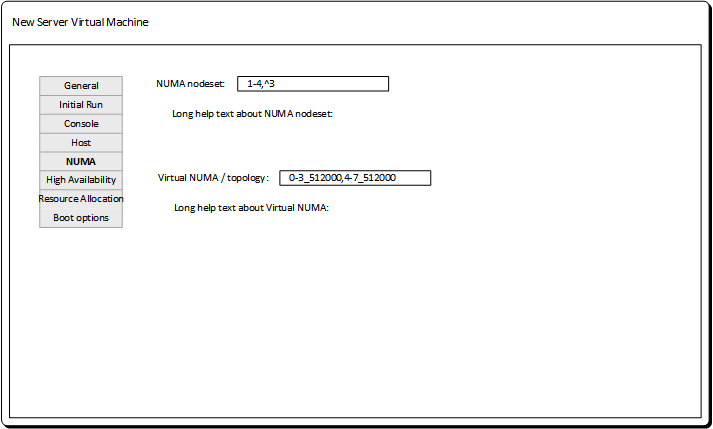 New Server Virtual Machine
General
Initial Run
Console
Host
NUMA
High Availability
Resource Allocation
Boot options
NUMA nodeset: 1-4,^3
Long help text about NUMA nodeset:
Virtual NUMA / topology: 0-3_512000,4-7_512000
Long help text about Virtual NUMA: